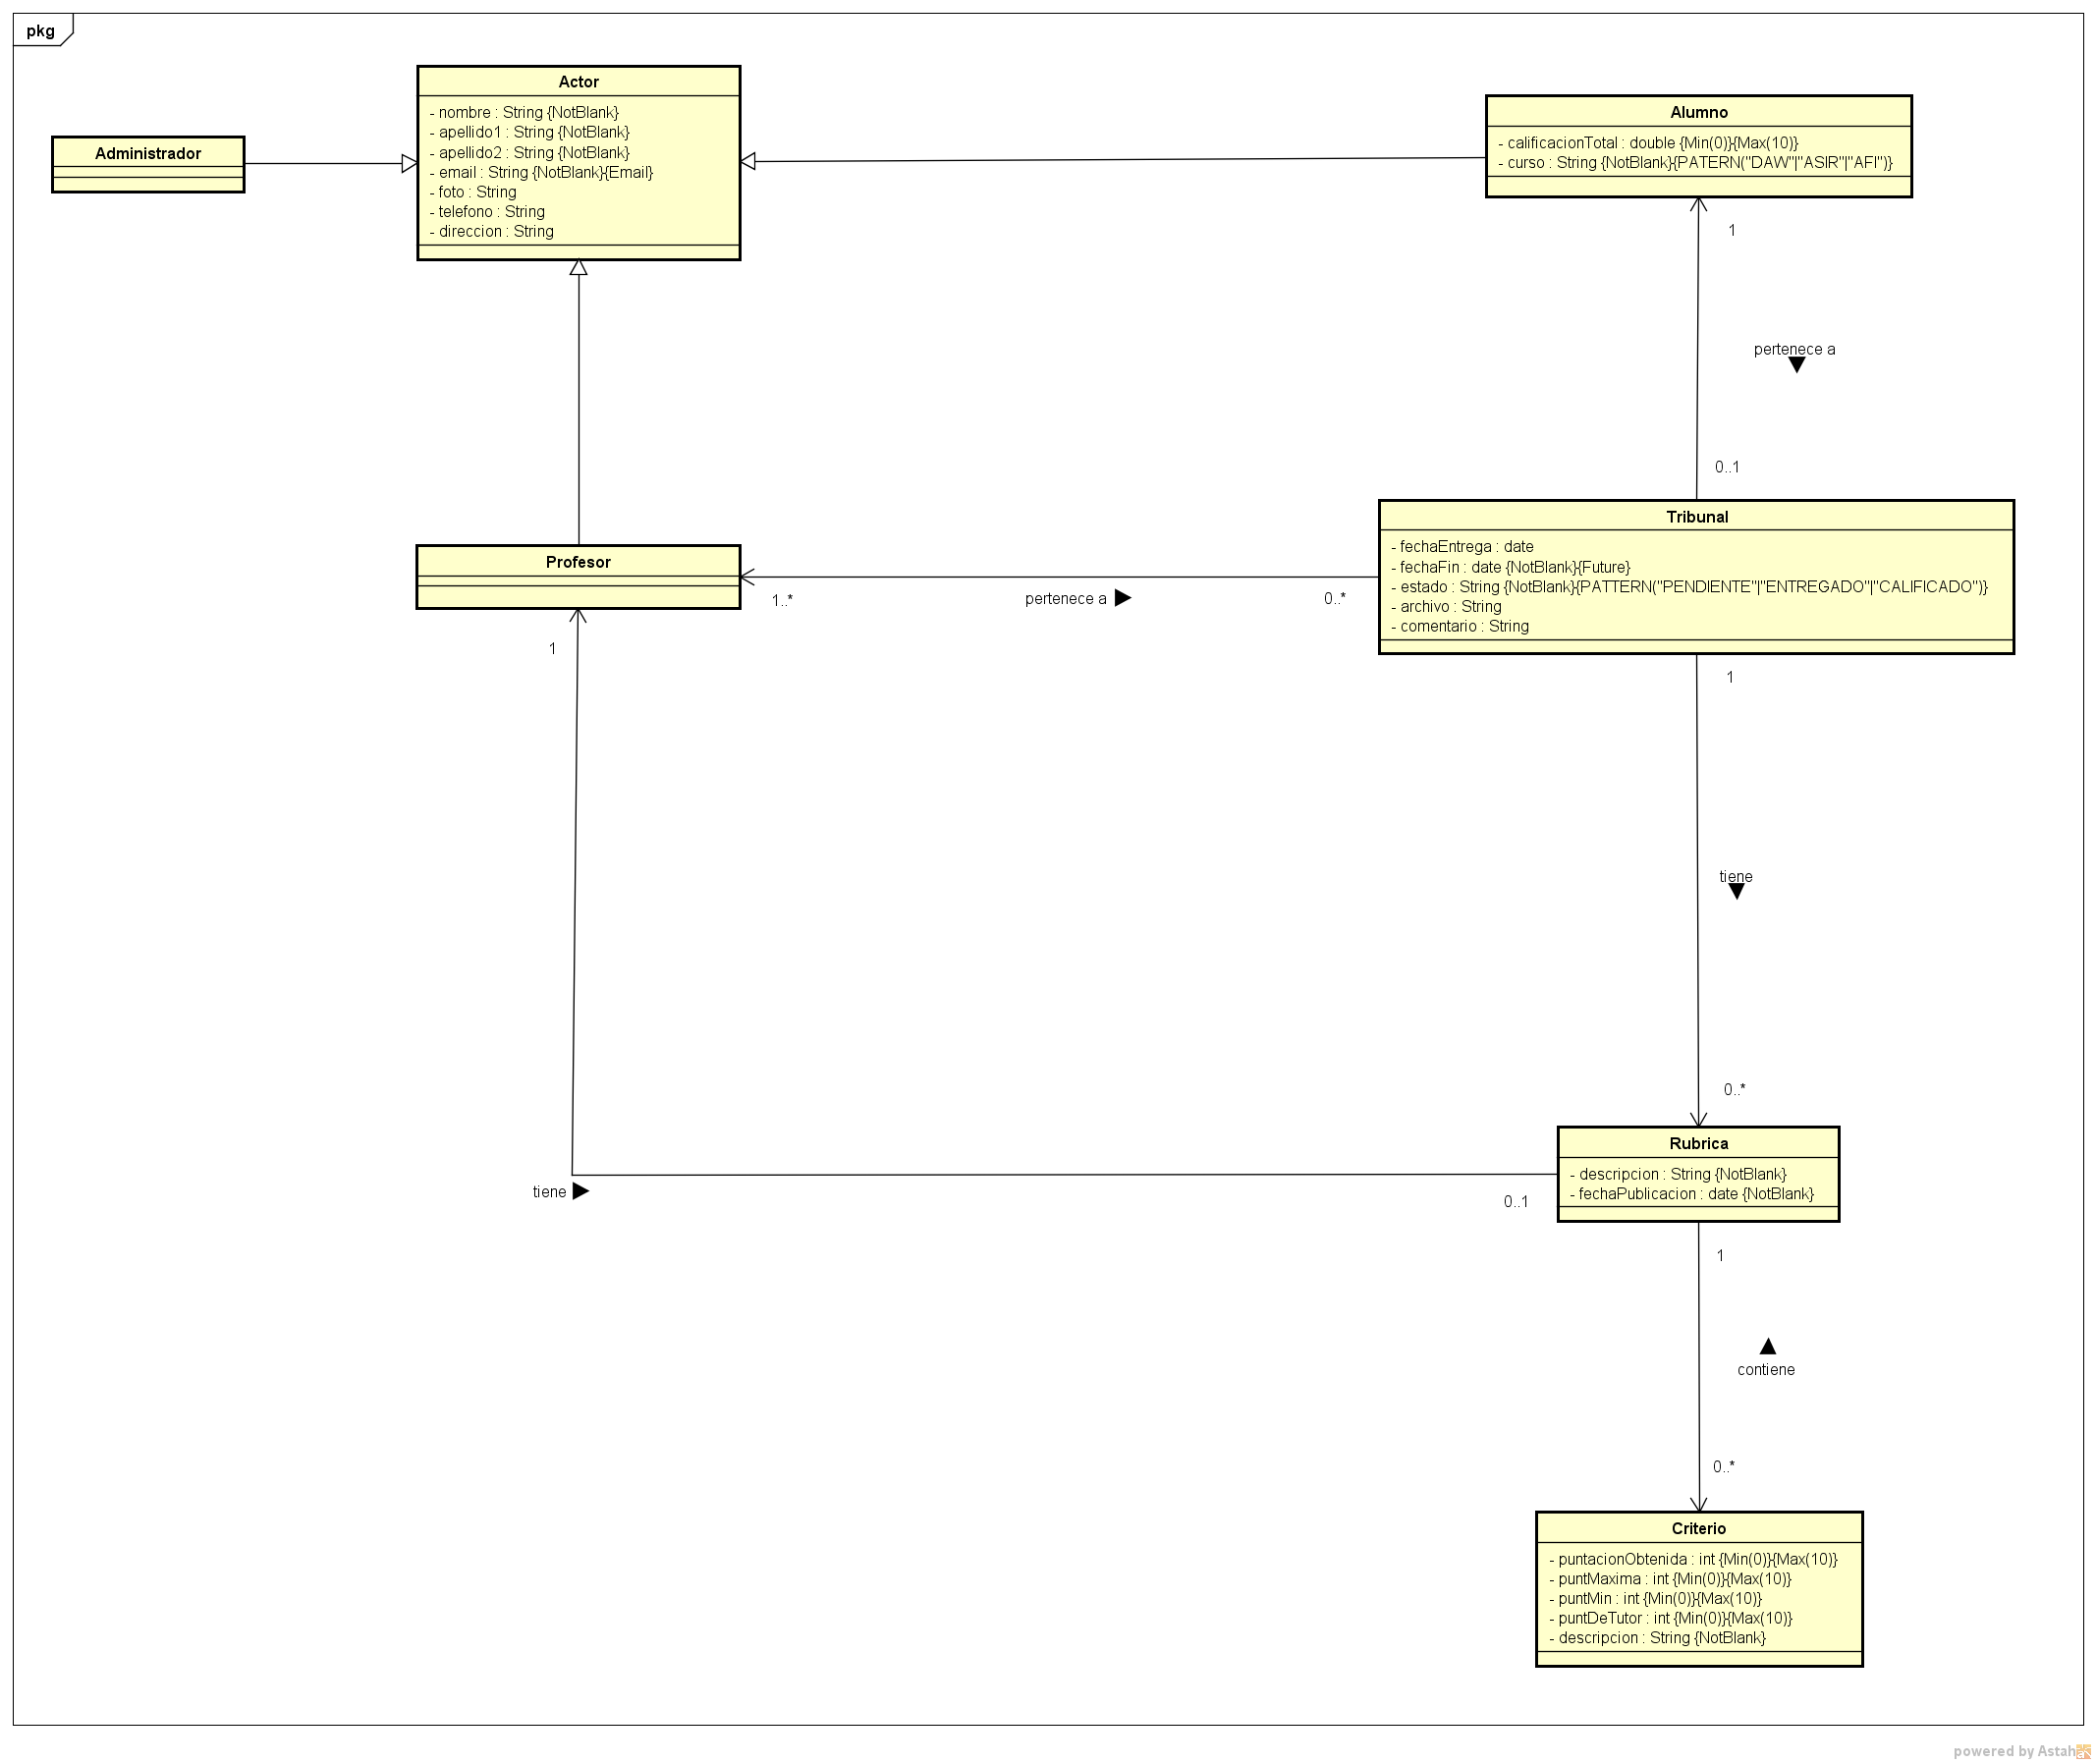 pkg
Actor
- nombre : String {NotBlank}
- apellido1 : String {NotBlank}
- apellido2 : String {NotBlank}
- email : String {NotBlank}{Email}
- foto : String
- telefono : String
- direccion : String
Administrador
Alumno
- calificacionTotal : double {Min(0)}{Max(10)}
- curso : String {NotBlank}{PATERN("DAW"|"ASIR"|"AFI")}
1
pertenece a
0..1
Tribunal
- fechaEntrega : date
- fechaFin : date {NotBlank}{Future}
- estado : String {NotBlank}{PATTERN("PENDIENTE"|"ENTREGADO"|"CALIFICADO")}
- archivo : String
- comentario : String
Profesor
1..*
pertenece a
0..*
1
1
tiene
0..*
Rubrica
- descripcion : String {NotBlank}
- fechaPublicacion : date {NotBlank}
tiene
0..1
1
contiene
0..*
Criterio
- puntacionObtenida : int {Min(0)}{Max(10)}
- puntMaxima : int {Min(0)}{Max(10)}
- puntMin : int {Min(0)}{Max(10)}
- puntDeTutor : int {Min(0)}{Max(10)}
- descripcion : String {NotBlank}
powered by Astah